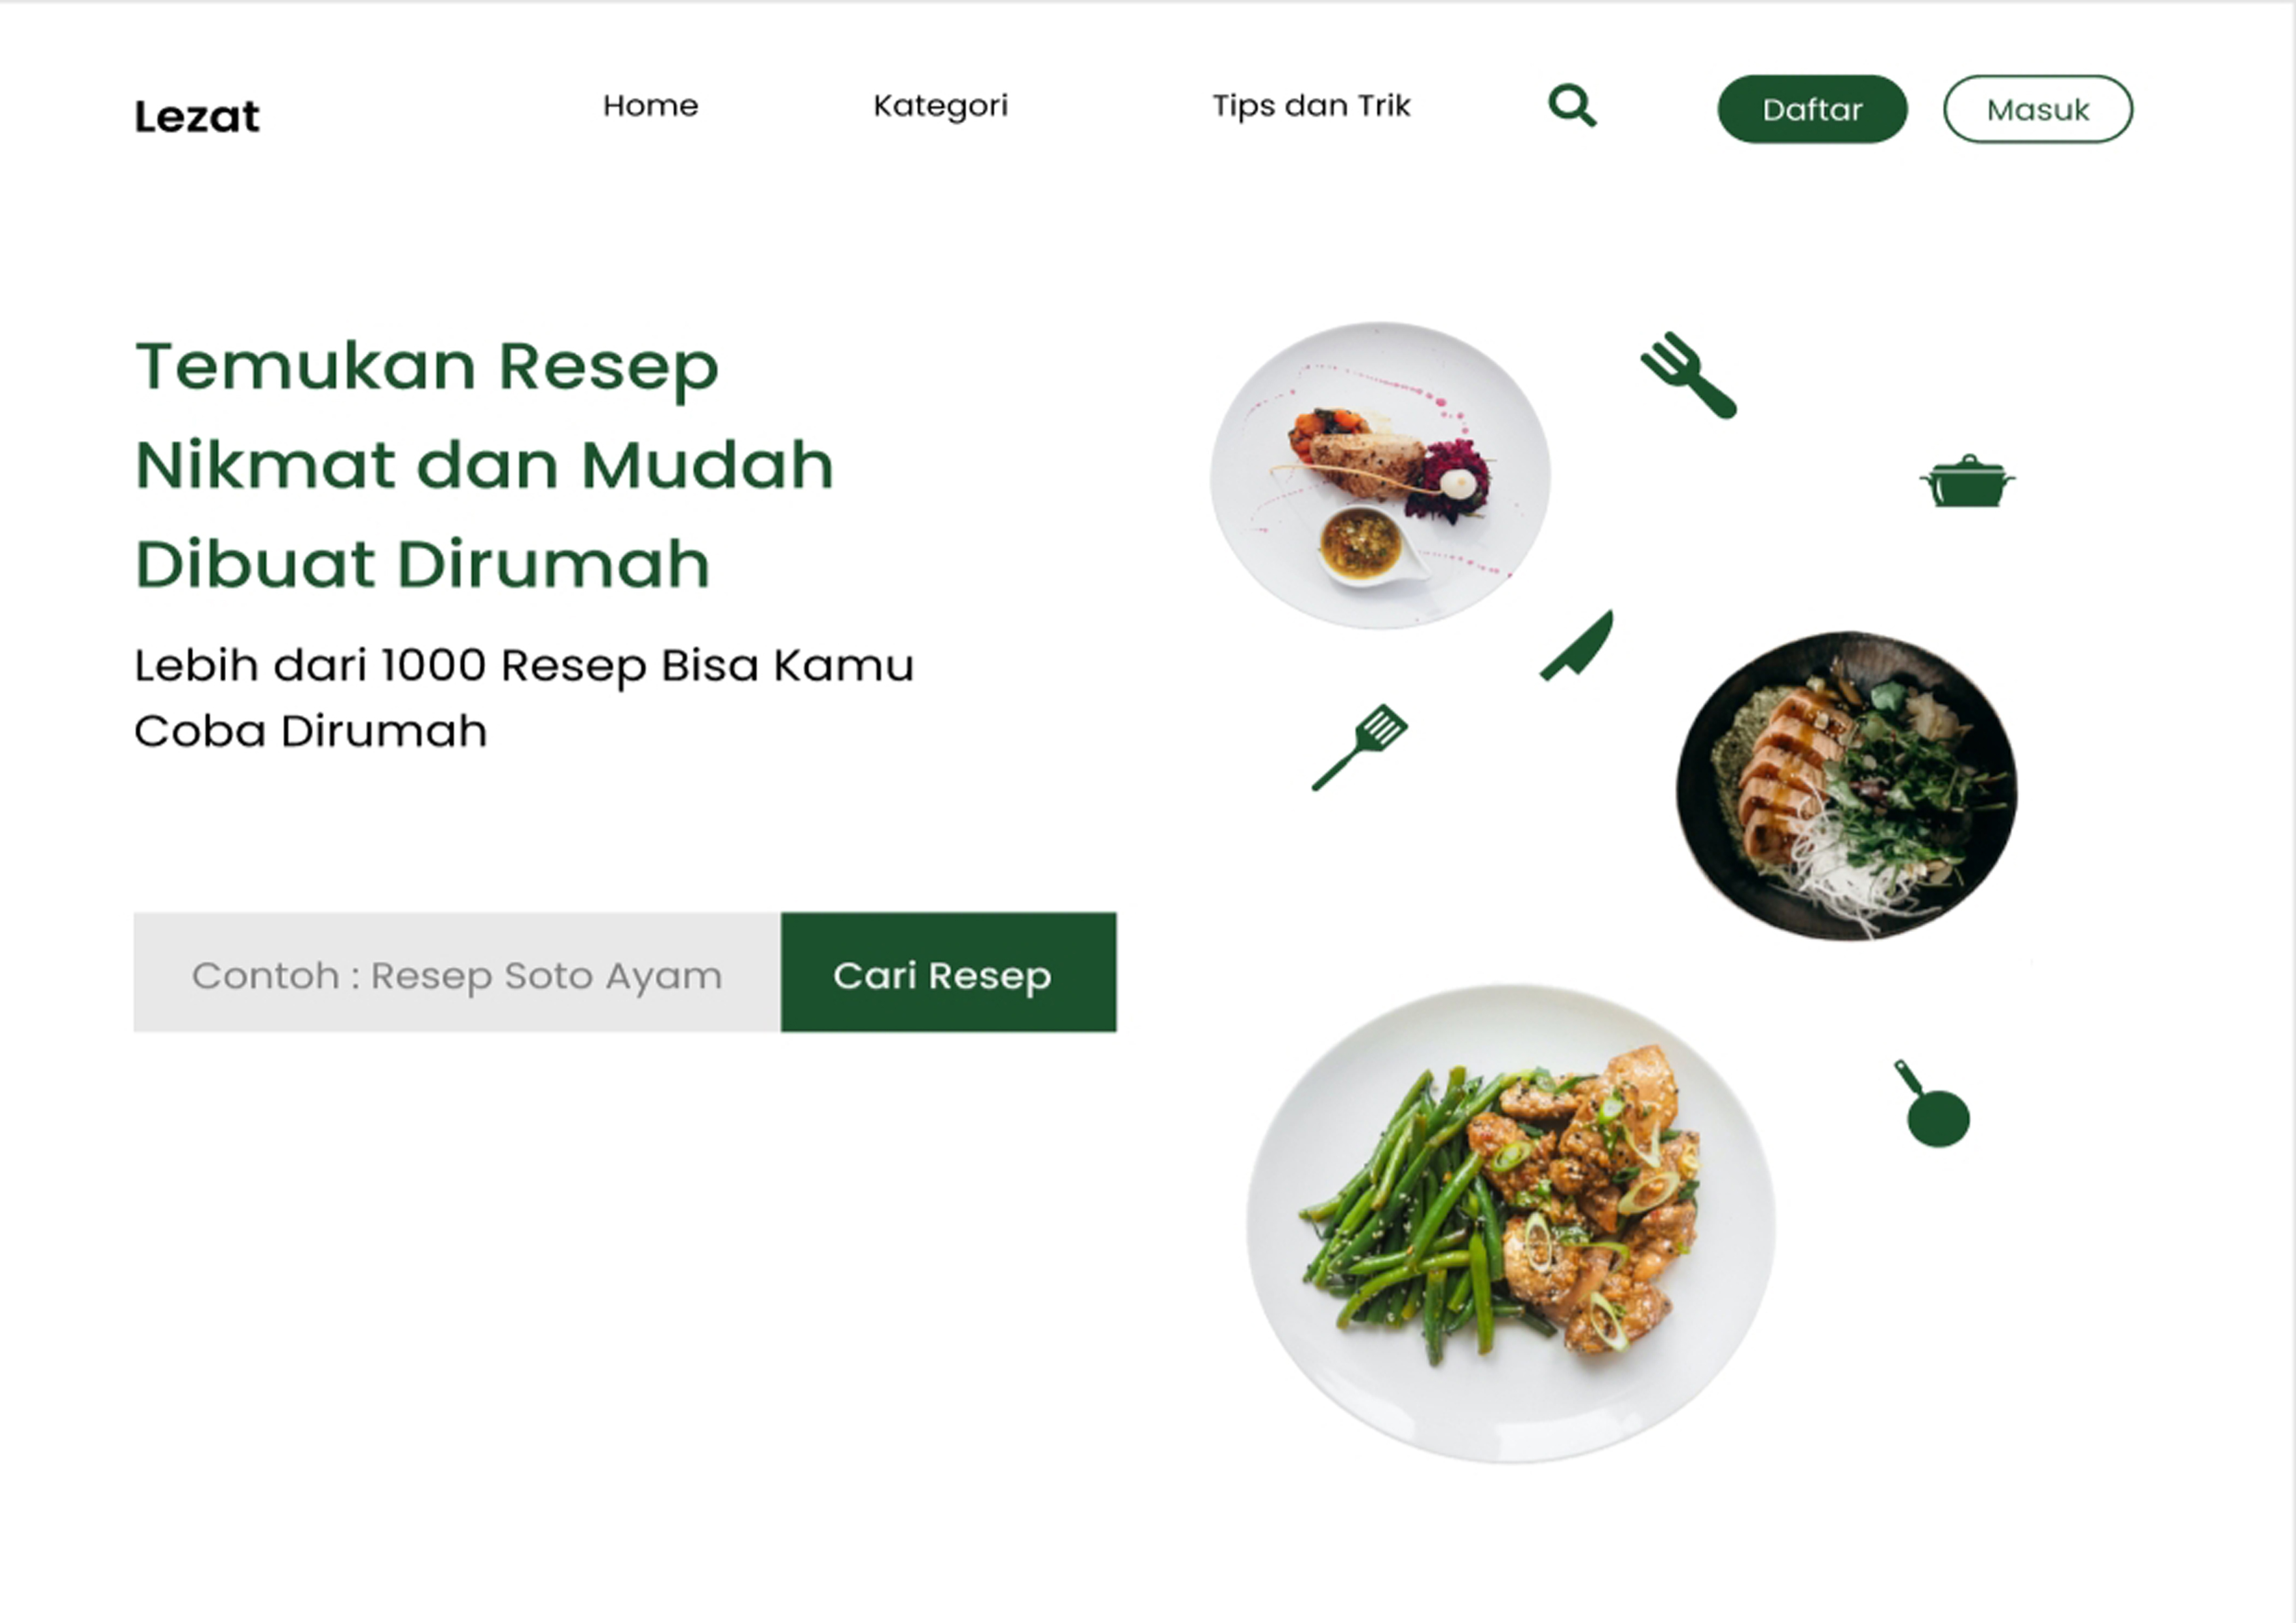 Lezat
Home
Kategori
Tips dan Trik
Daftar
Masuk
Temukan Resep
Nikmat dan Mudah
Dibuat Dirumah
Lebih dari 1000 Resep Bisa Kamu
Coba Dirumah
Contoh : Resep Soto Ayam
Cari Resep